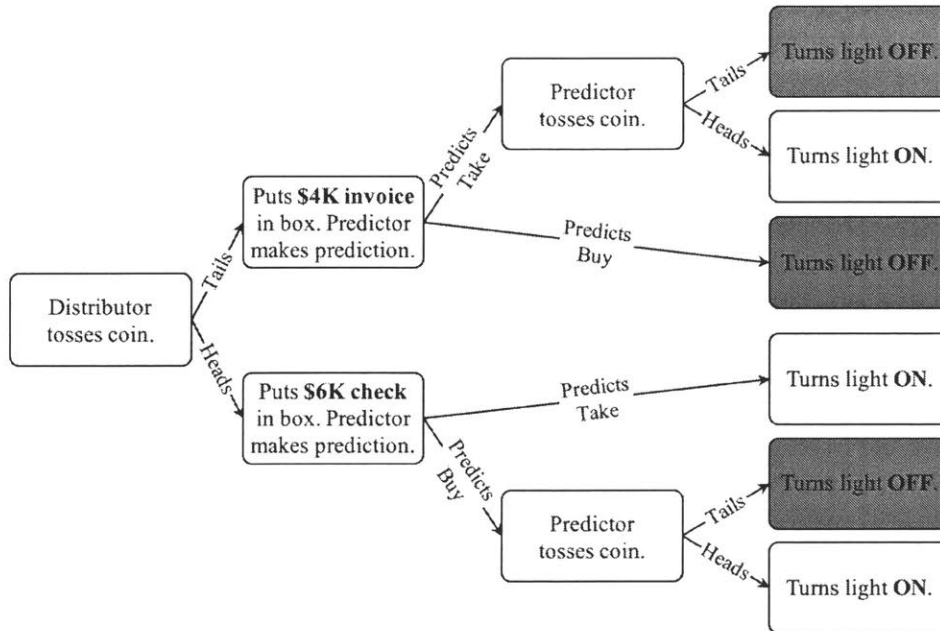 Distributor
tosses coin.
Tails
Heads
Puts $4K invoice
in box. Predictor
makes prediction.
Predicts
Take
Predicts
Buy
Predictor
tosses coin.
Tails
Heads
Turns light OFF.
Turns light ON.
Turns light OFF.
Puts $6K check
in box. Predictor
makes prediction.
Predicts
Take
Predicts
Buy
Turns light ON.
Predictor
tosses coin.
Tails
Heads
Turns light OFF.
Turns light ON.